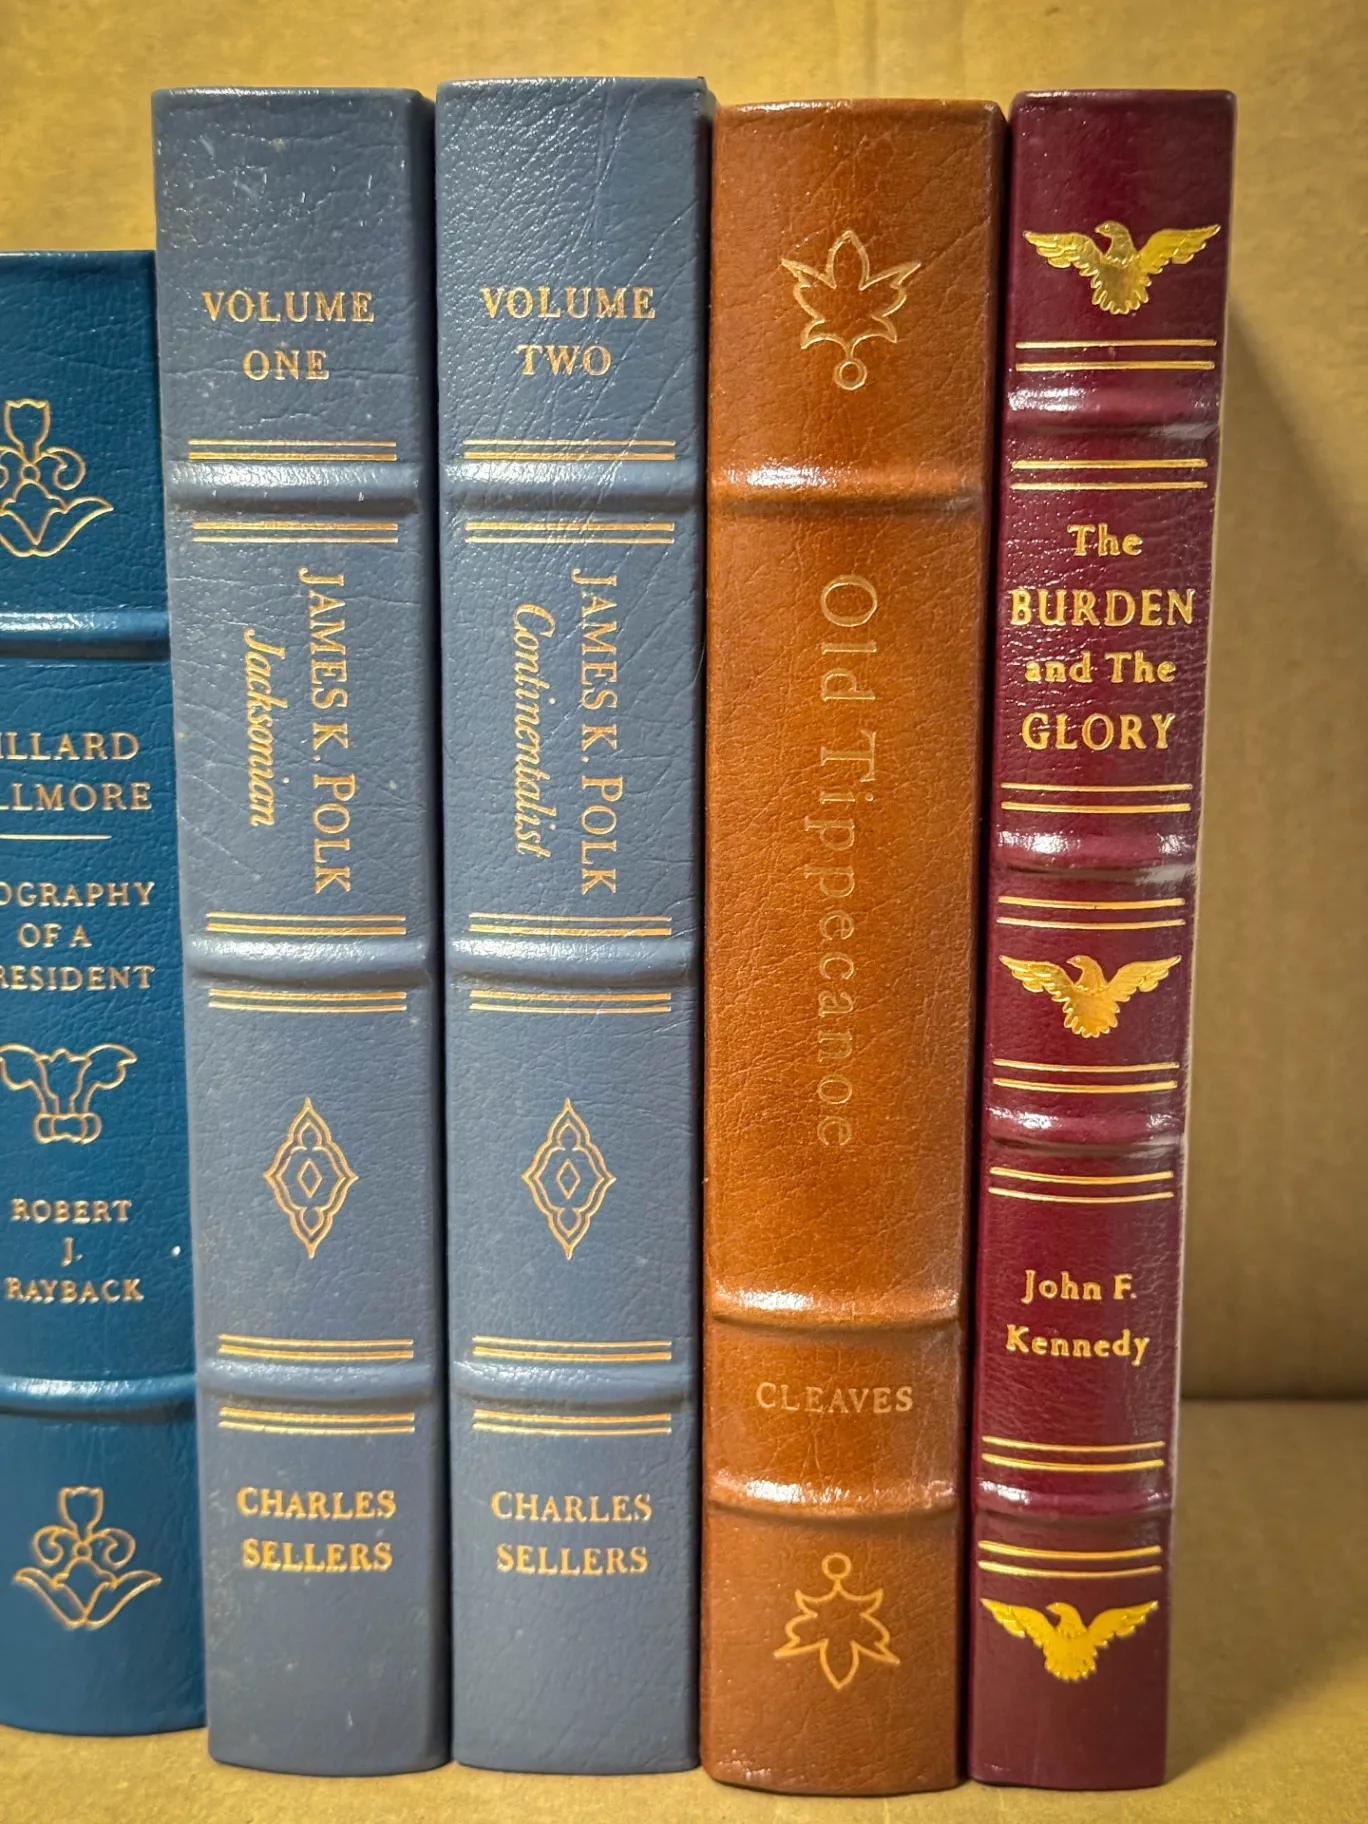 ILLARD
LLMORE
OGRAPHY
OF A
RESIDENT
ROBERT
J.
RAYBACK
VOLUME
ONE
JAMES K. POLK
Jacksonian
CHARLES
SELLERS
VOLUME
TWO
JAMES K. POLK
Continentalist
CHARLES
SELLERS
Old Tippecanoe
CLEAVES
The
BURDEN
and The
GLORY
John F.
Kennedy